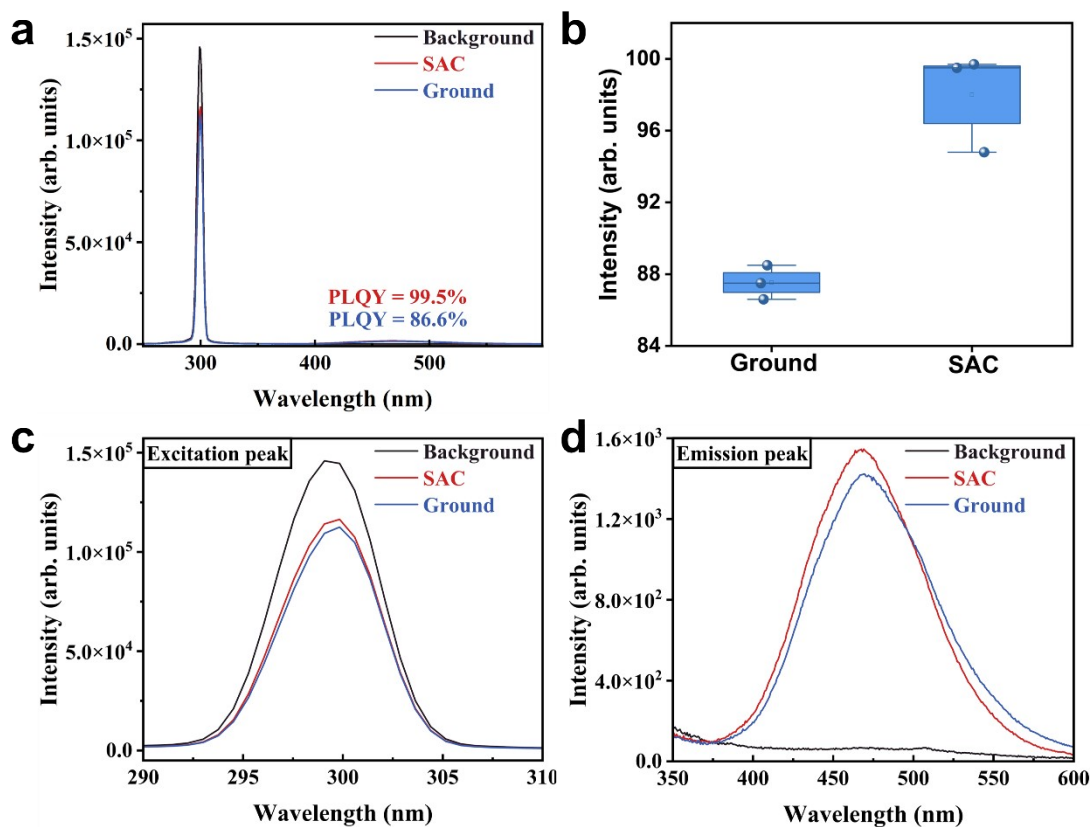 a
1.5×10⁵
1.0×10⁵
5.0×10⁴
0.0
Intensity (arb. units)
Background
SAC
Ground
PLQY = 99.5%
PLQY = 86.6%
300
400
500
Wavelength (nm)
b
100
96
92
88
84
Intensity (arb. units)
Ground
SAC
c
Excitation peak
1.5×10⁵
1.0×10⁵
5.0×10⁴
0.0
Intensity (arb. units)
Background
SAC
Ground
290
295
300
305
310
Wavelength (nm)
d
Emission peak
1.6×10³
1.2×10³
8.0×10²
4.0×10²
0.0
Intensity (arb. units)
Background
SAC
Ground
350
400
450
500
550
600
Wavelength (nm)